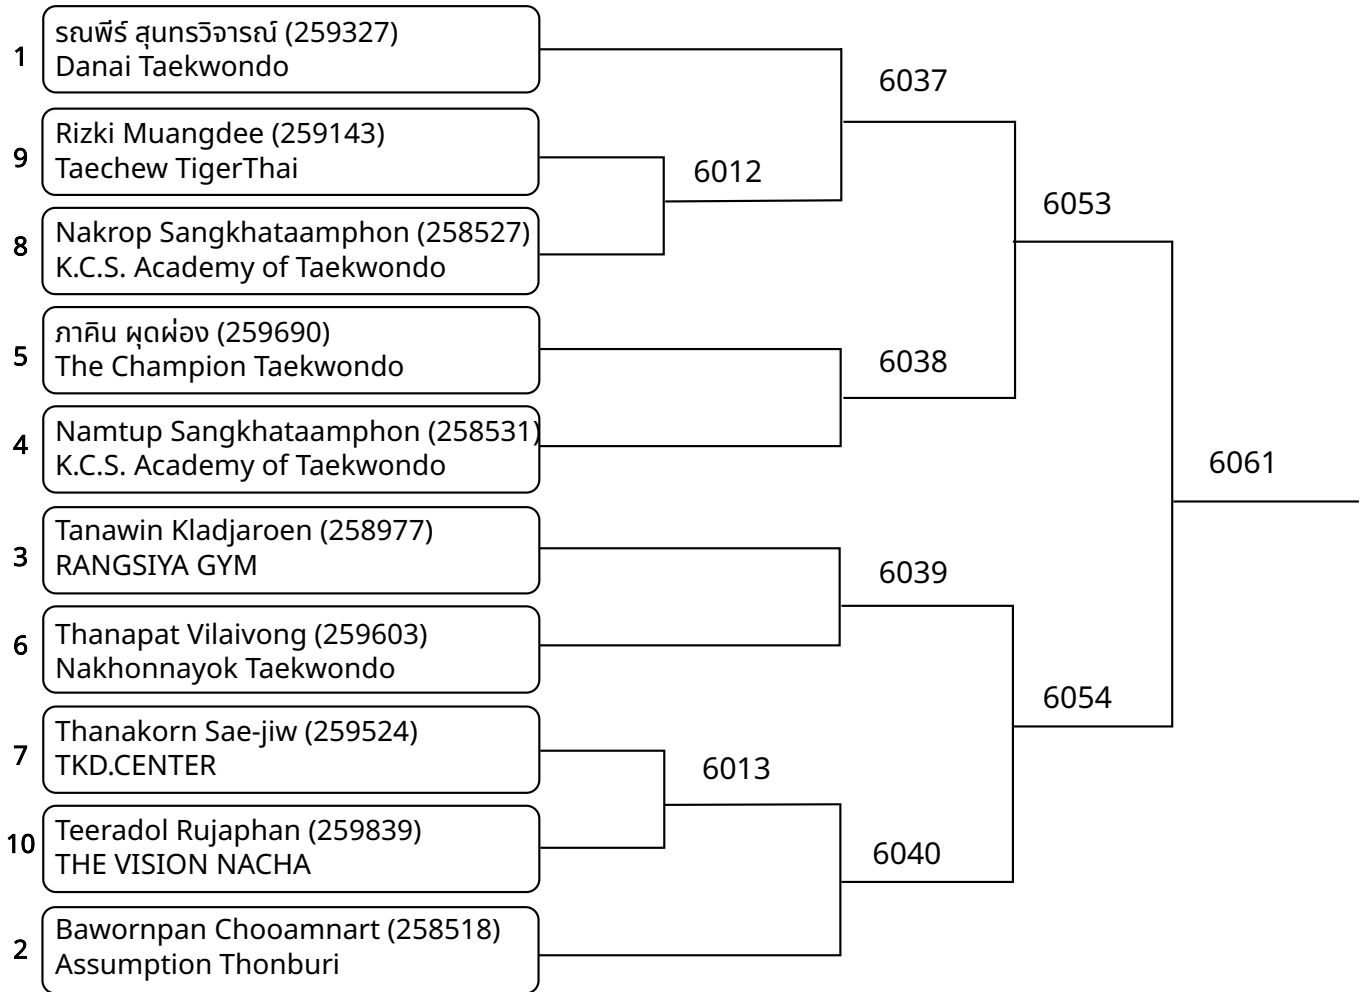 1
รณพีร์ สุนทรวิจารณ์ (259327)
Danai Taekwondo
9
Rizki Muangdee (259143)
Taechew TigerThai
8
Nakrop Sangkhataamphon (258527)
K.C.S. Academy of Taekwondo
5
ภาคิน ผุดผ่อง (259690)
The Champion Taekwondo
4
Namtup Sangkhataamphon (258531)
K.C.S. Academy of Taekwondo
3
Tanawin Kladjaroen (258977)
RANGSIYA GYM
6
Thanapat Vilaivong (259603)
Nakhonnayok Taekwondo
7
Thanakorn Sae-jiw (259524)
TKD.CENTER
10
Teeradol Rujaphan (259839)
THE VISION NACHA
2
Bawornpan Chooamnart (258518)
Assumption Thonburi
6012
6013
6037
6038
6039
6040
6053
6054
6061